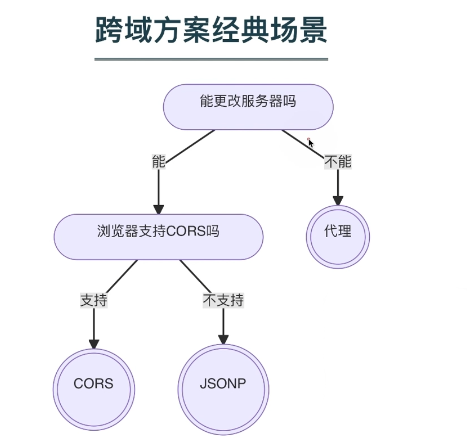 跨域方案经典场景
能更改服务器吗
能
不能
浏览器支持CORS吗
代理
支持
不支持
CORS
JSONP